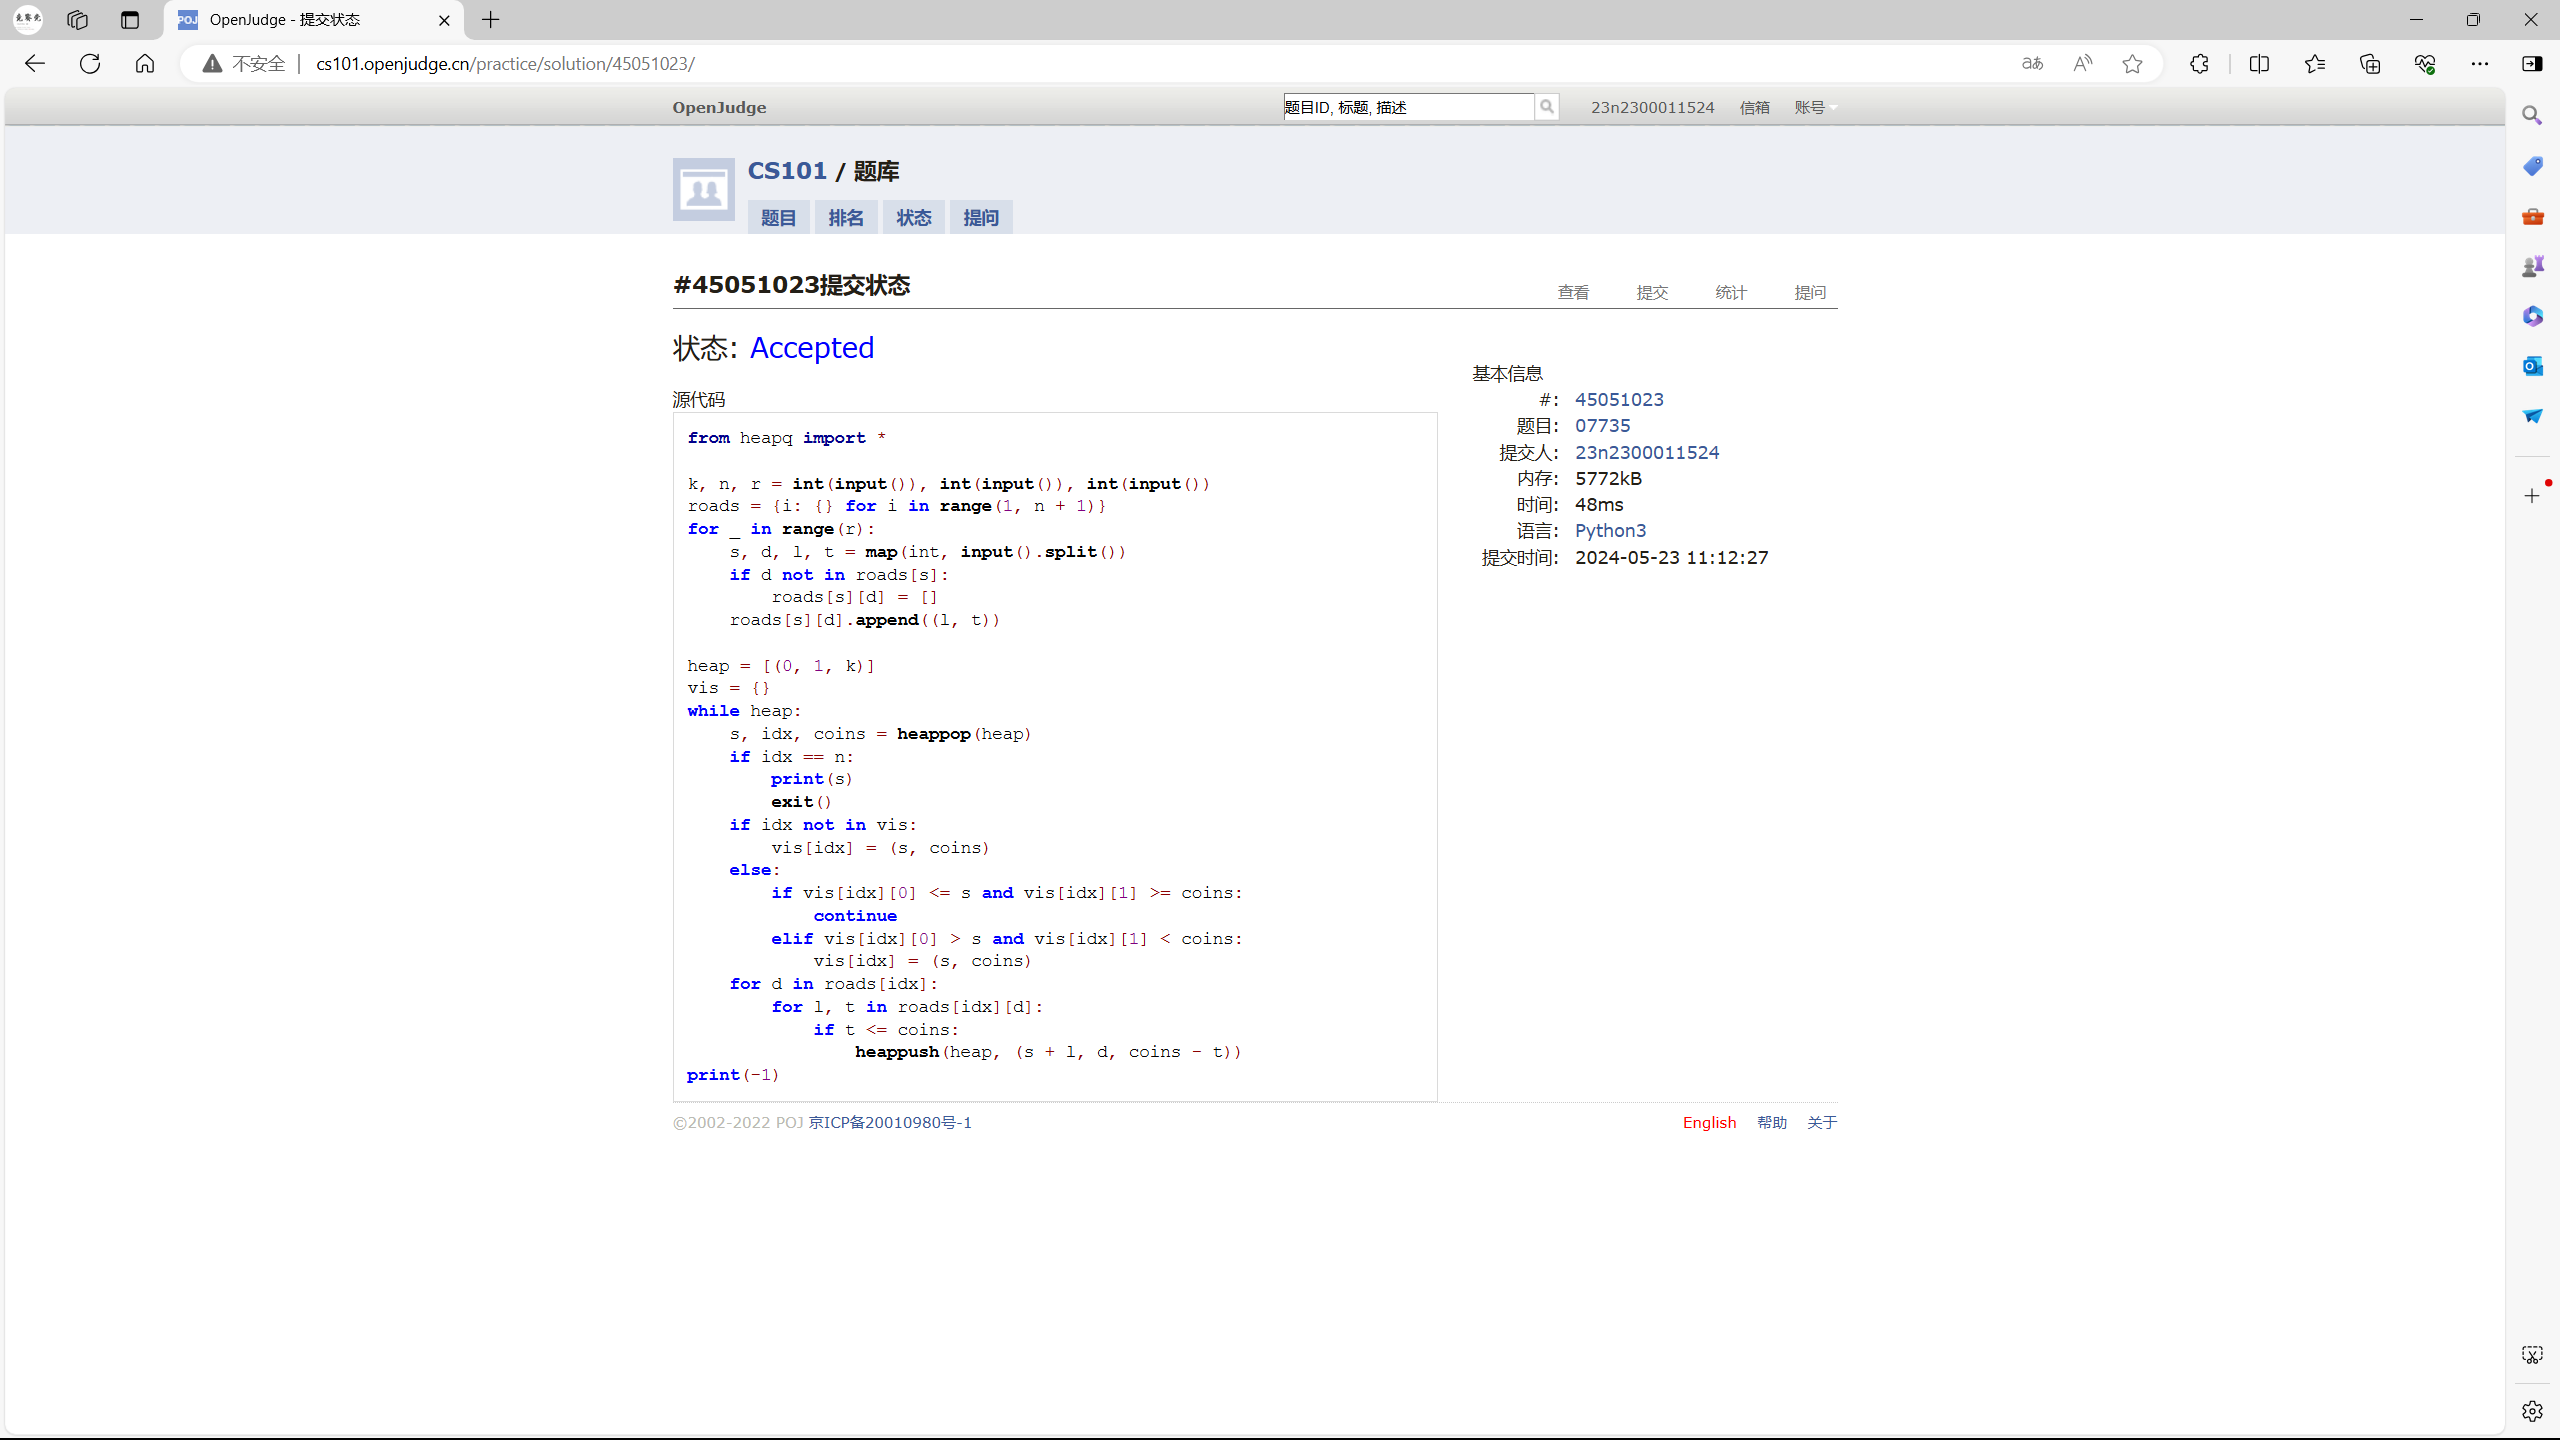 OpenJudge - 提交状态
不安全
cs101.openjudge.cn/practice/solution/45051023/
OpenJudge
题目ID, 标题, 描述
23n2300011524
信箱
账号
CS101 / 题库
题目
排名
状态
提问
#45051023提交状态
查看
提交
统计
提问
状态: Accepted
源代码
from heapq import *

k, n, r = int(input()), int(input()), int(input())
roads = {i: {} for i in range(1, n + 1)}
for _ in range(r):
    s, d, l, t = map(int, input().split())
    if d not in roads[s]:
        roads[s][d] = []
    roads[s][d].append((l, t))

heap = [(0, 1, k)]
vis = {}
while heap:
    s, idx, coins = heappop(heap)
    if idx == n:
        print(s)
        exit()
    if idx not in vis:
        vis[idx] = (s, coins)
    else:
        if vis[idx][0] <= s and vis[idx][1] >= coins:
            continue
        elif vis[idx][0] > s and vis[idx][1] < coins:
            vis[idx] = (s, coins)
    for d in roads[idx]:
        for l, t in roads[idx][d]:
            if t <= coins:
                heappush(heap, (s + l, d, coins - t))
print(-1)
基本信息
#: 45051023
题目: 07735
提交人: 23n2300011524
内存: 5772kB
时间: 48ms
语言: Python3
提交时间: 2024-05-23 11:12:27
©2002-2022 POJ 京ICP备20010980号-1
English
帮助
关于